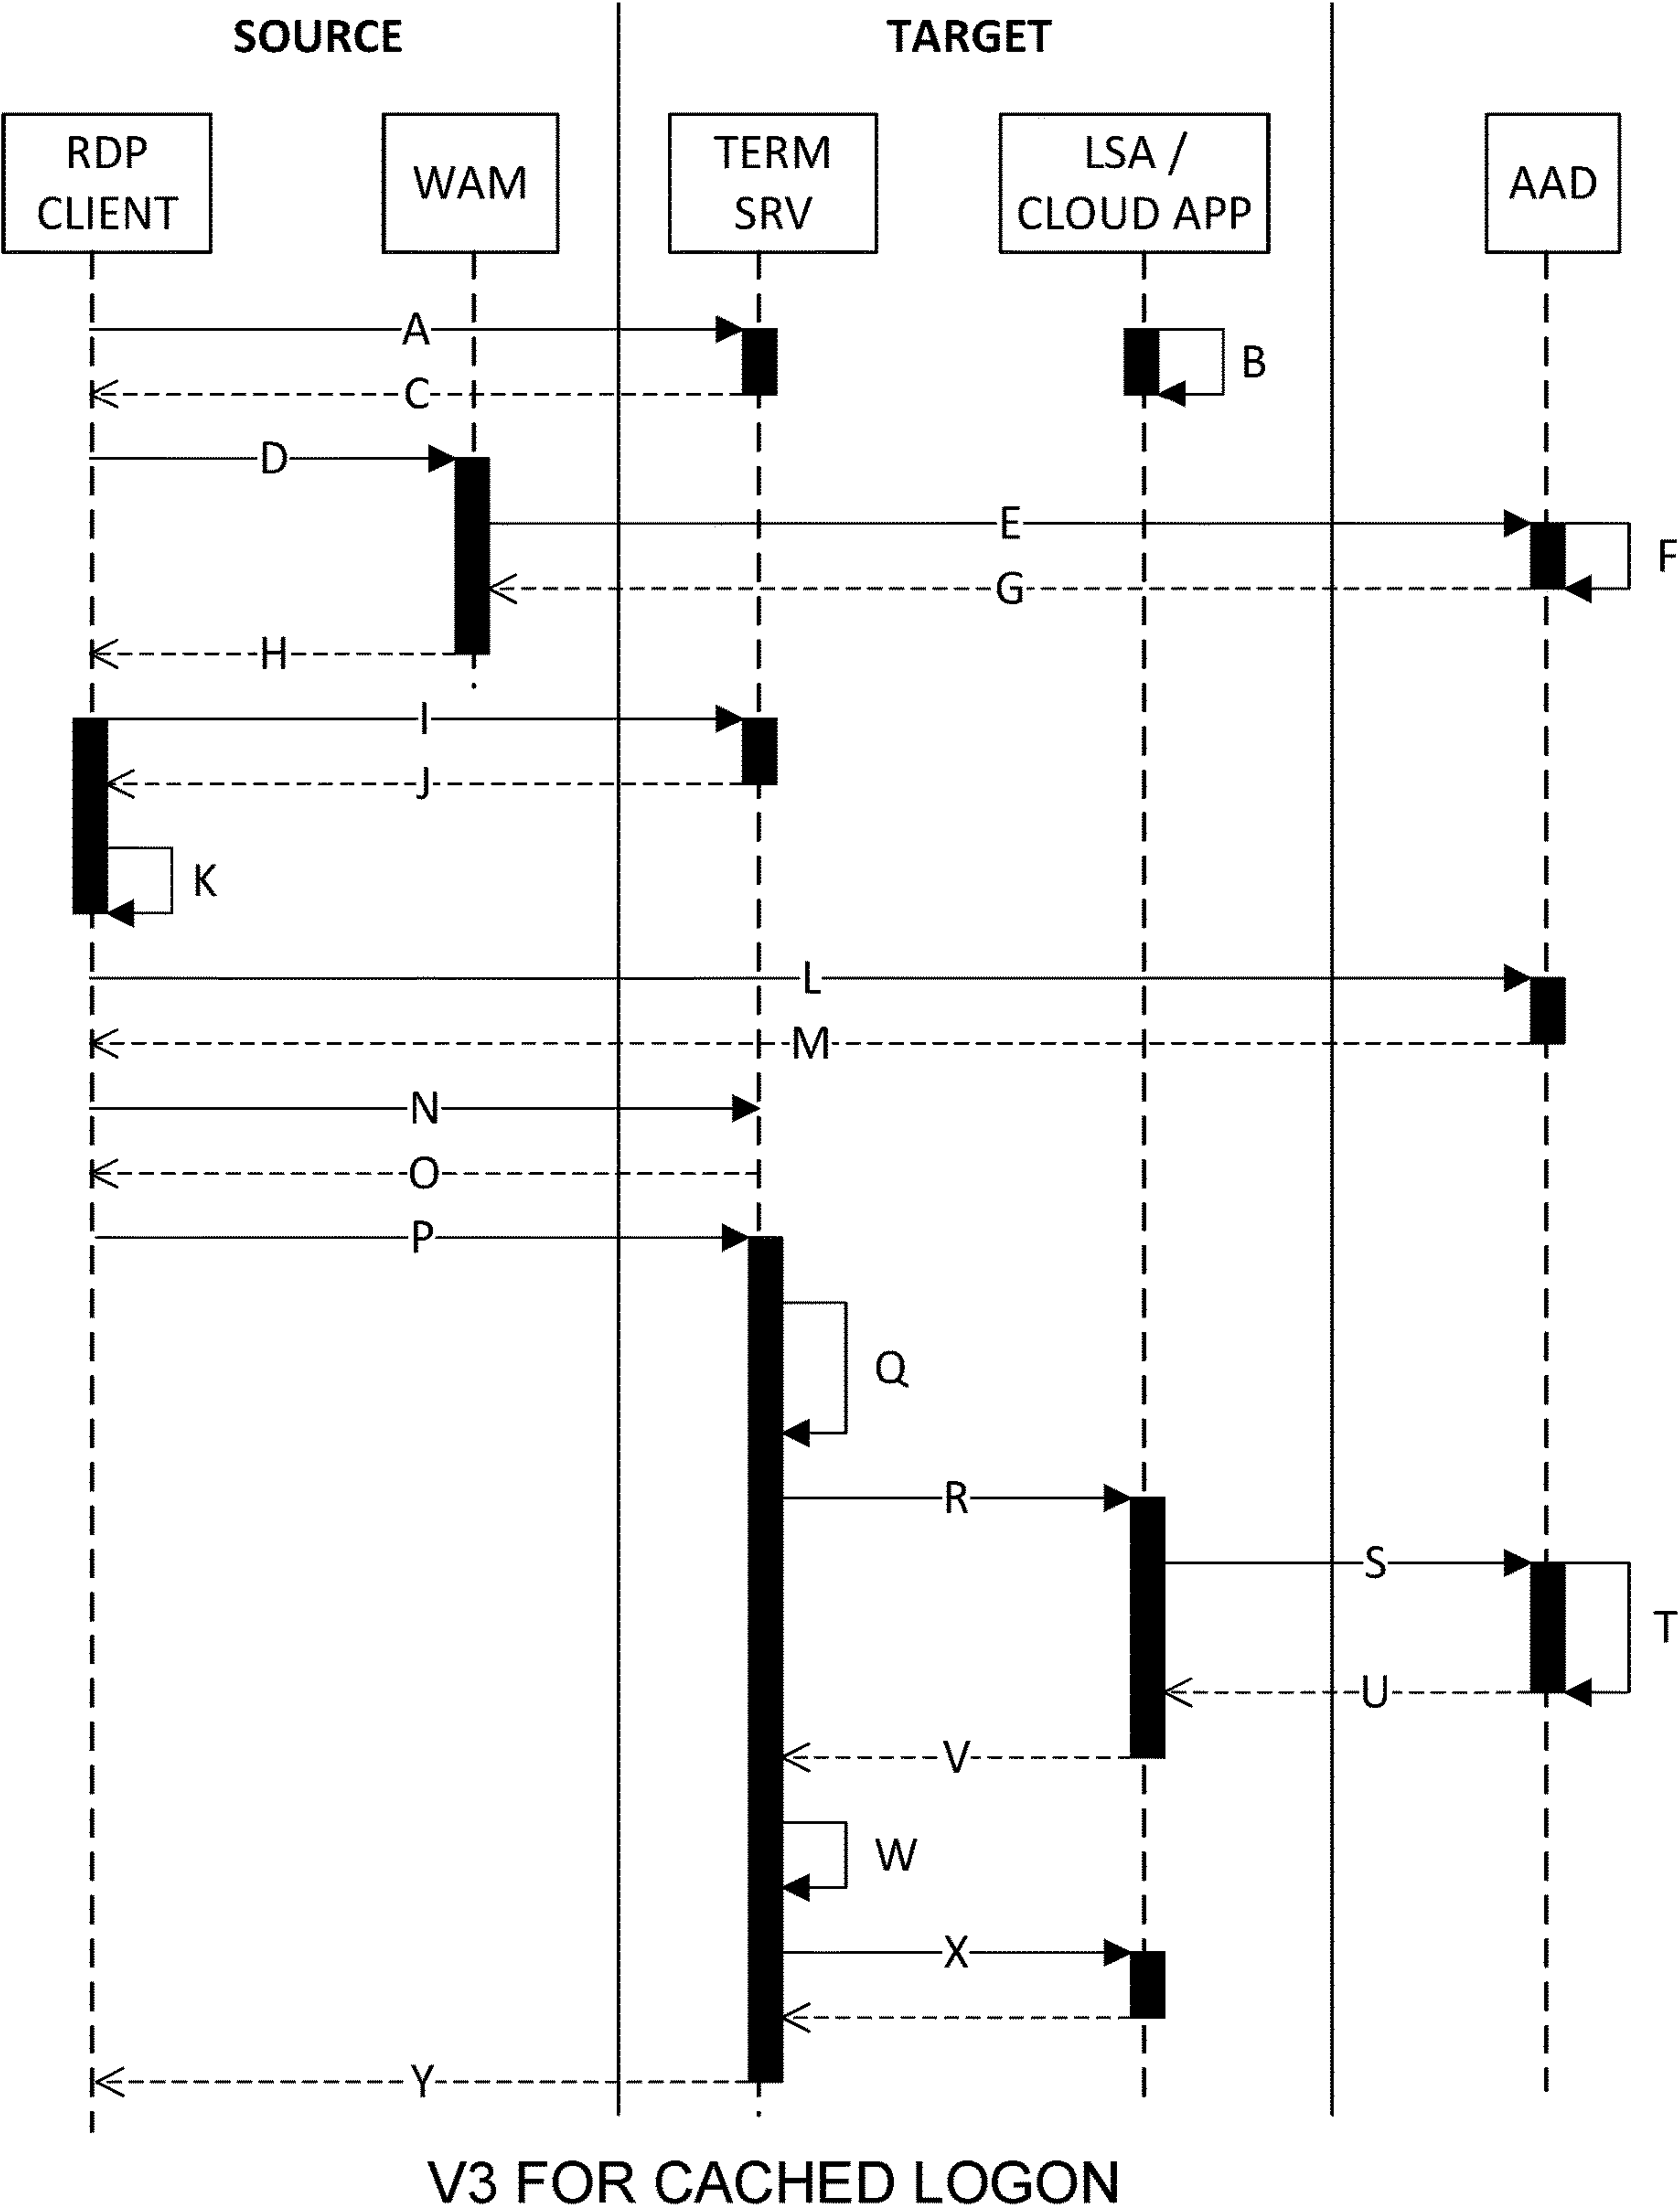 SOURCE
TARGET
RDP
CLIENT
WAM
TERM
SRV
LSA /
CLOUD APP
AAD
A
B
C
D
E
F
G
H
I
J
K
L
M
N
O
P
Q
R
S
T
U
V
W
X
Y
V3 FOR CACHED LOGON